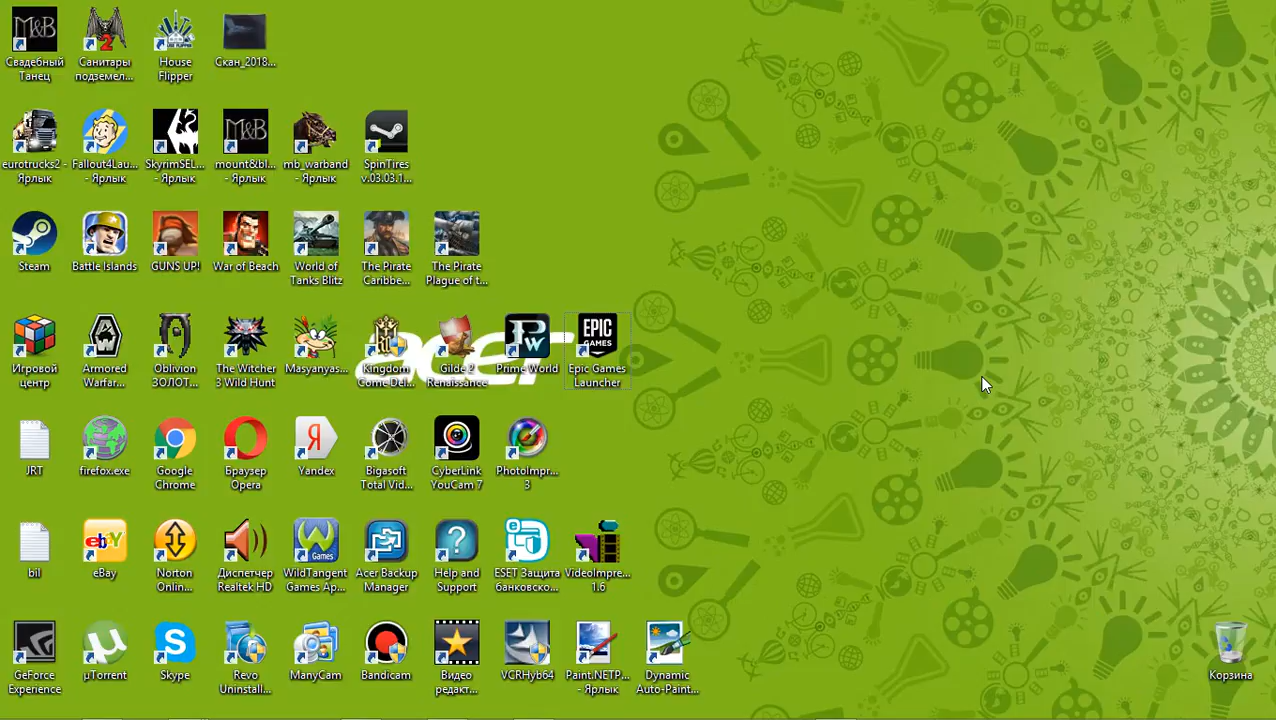 Свадебный
Танец
Санитары
подземел...
House
Flipper
Скан_2018...
eurotrucks2 -
Ярлык
Fallout4Lau...
- Ярлык
SkyrimSEL...
- Ярлык
mount&bl...
- Ярлык
mb_warband
- Ярлык
SpinTires
v.03.03.1...
Steam
Battle Islands
GUNS UP!
War of Beach
World of
Tanks Blitz
The Pirate
Caribbe...
The Pirate
Plague of t...
acer
Игровой
центр
Armored
Warfar...
Oblivion
ЗОЛОТ...
The Witcher
3 Wild Hunt
Masyanyas...
Kingdom
Come Del...
Gilde 2
Renaissance
Prime World
EPIC
GAMES
Epic Games
Launcher
JRT
firefox.exe
Google
Chrome
Браузер
Opera
Yandex
Bigasoft
Total Vid...
CyberLink
YouCam 7
PhotoImpr...
3
bil
eBay
Norton
Onlin...
Диспетчер
Realtek HD
WildTangent
Games Ap...
Acer Backup
Manager
Help and
Support
ESET Защита
банковско...
VideoImpre...
1.6
GeForce
Experience
µTorrent
Skype
Revo
Uninstall...
ManyCam
Bandicam
Видео
редакт...
VCRHyb64
Paint.NETP...
- Ярлык
Dynamic
Auto-Paint...
Корзина